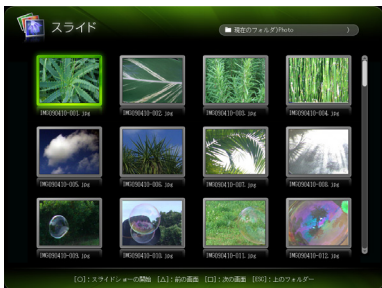 スライド
現在のフォルダ)Photo
IMG090410-001.jpg IMG090410-002.jpg IMG090410-003.jpg IMG090410-004.jpg
IMG090410-005.jpg IMG090410-006.jpg IMG090410-007.jpg IMG090410-008.jpg
IMG090410-009.jpg IMG090410-010.jpg IMG090410-011.jpg IMG090410-012.jpg
[○]：スライドショーの開始 [△]：前の画面 [□]：次の画面 [ESC]：上のフォルダー